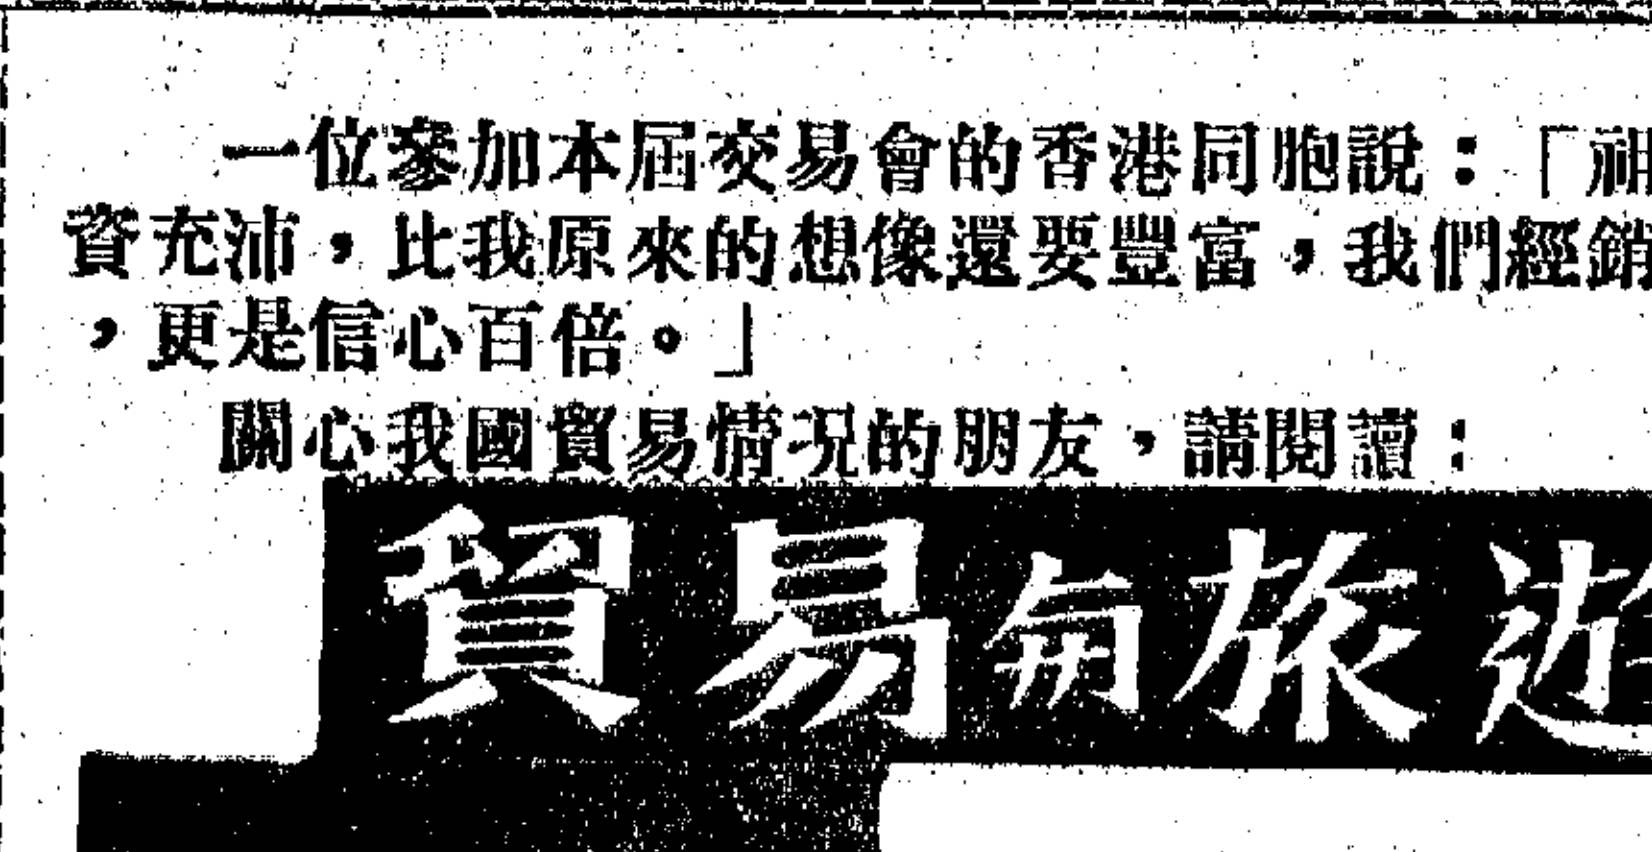 一位參加本屆交易會的香港同胞說：「祖
資充沛，比我原來的想像還要豐富，我們經銷
，更是信心百倍。」
關心我國貿易情況的朋友，請閱讀：
貿易旅遊